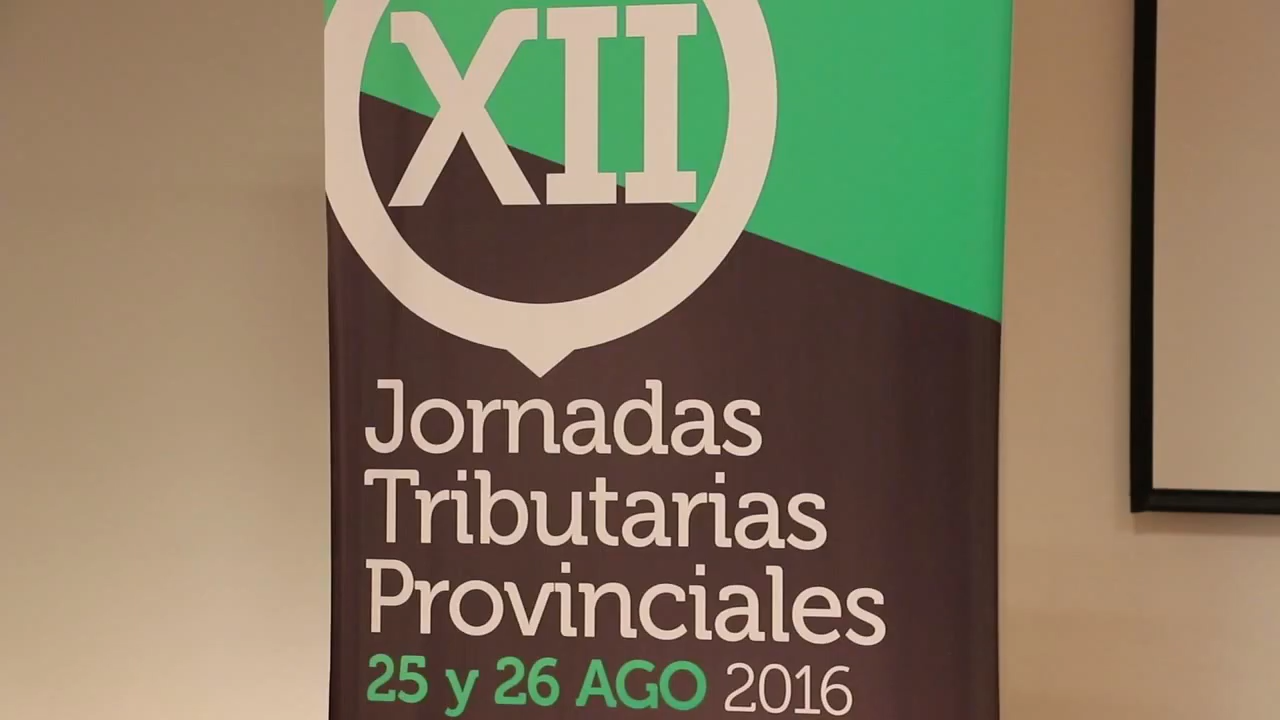 XII
Jornadas
Tributarias
Provinciales
25 y 26 AGO 2016